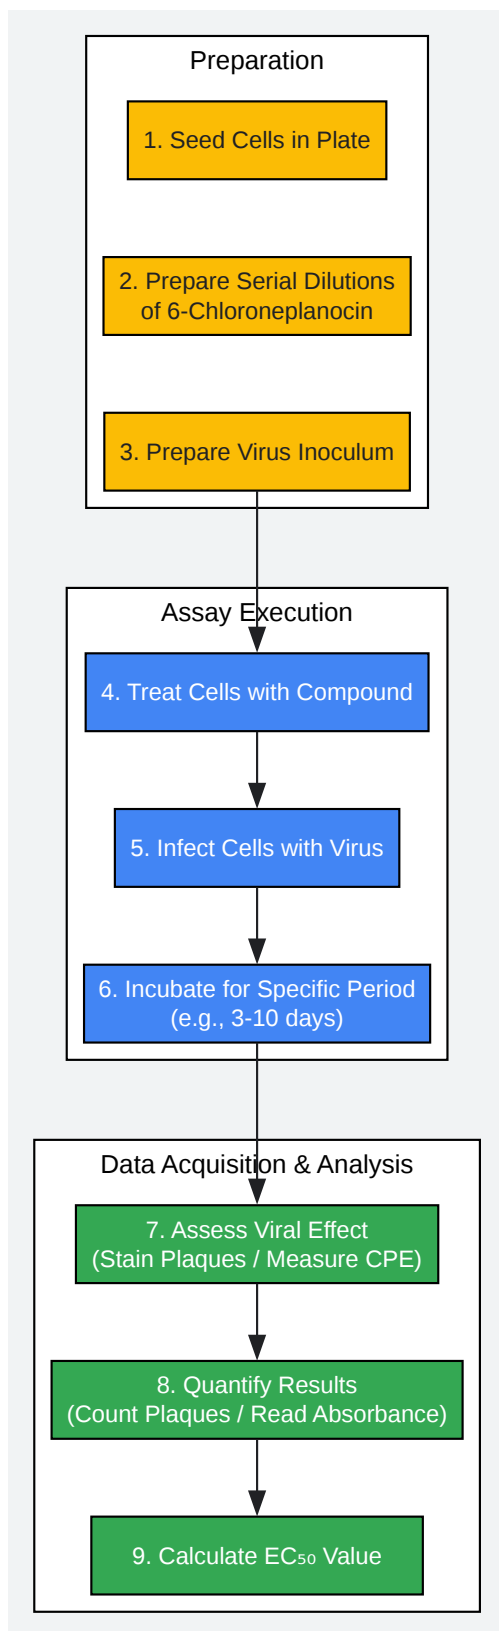 Preparation
1. Seed Cells in Plate
2. Prepare Serial Dilutions
of 6-Chloroneplanocin
3. Prepare Virus Inoculum
Assay Execution
4. Treat Cells with Compound
5. Infect Cells with Virus
6. Incubate for Specific Period
(e.g., 3-10 days)
Data Acquisition & Analysis
7. Assess Viral Effect
(Stain Plaques / Measure CPE)
8. Quantify Results
(Count Plaques / Read Absorbance)
9. Calculate EC₅₀ Value